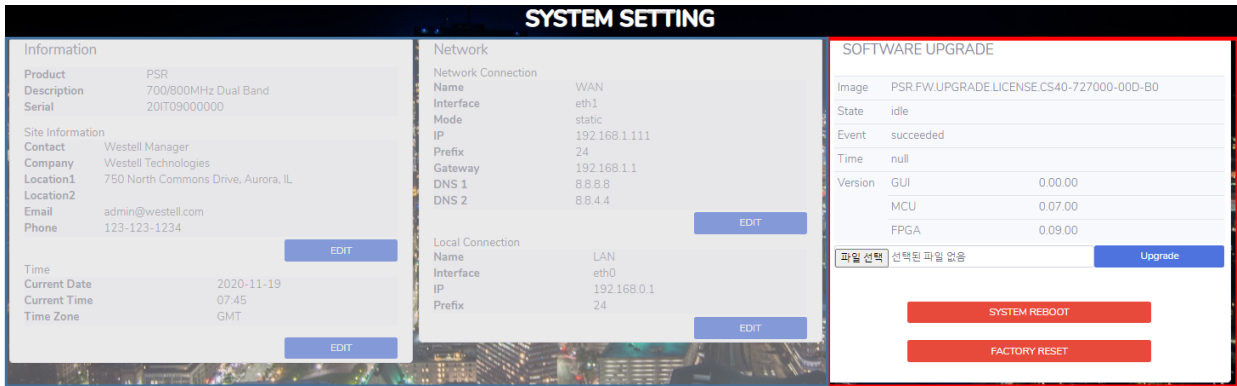 SYSTEM SETTING
Information
Product PSR
Description 700/800MHz Dual Band
Serial 20IT09000000
Site Information
Contact Westell Manager
Company Westell Technologies
Location1 750 North Commons Drive, Aurora, IL
Location2
Email admin@westell.com
Phone 123-123-1234
EDIT
Time
Current Date 2020-11-19
Current Time 07:45
Time Zone GMT
EDIT
Network
Network Connection
Name WAN
Interface eth1
Mode static
IP 192.168.1.111
Prefix 24
Gateway 192.168.1.1
DNS 1 8.8.8.8
DNS 2 8.8.4.4
EDIT
Local Connection
Name LAN
Interface eth0
IP 192.168.0.1
Prefix 24
EDIT
SOFTWARE UPGRADE
Image PSR.FW.UPGRADE.LICENSE.CS40-727000-00D-B0
State idle
Event succeeded
Time null
Version GUI 0.00.00
MCU 0.07.00
FPGA 0.09.00
파일 선택 선택된 파일 없음 Upgrade
SYSTEM REBOOT
FACTORY RESET